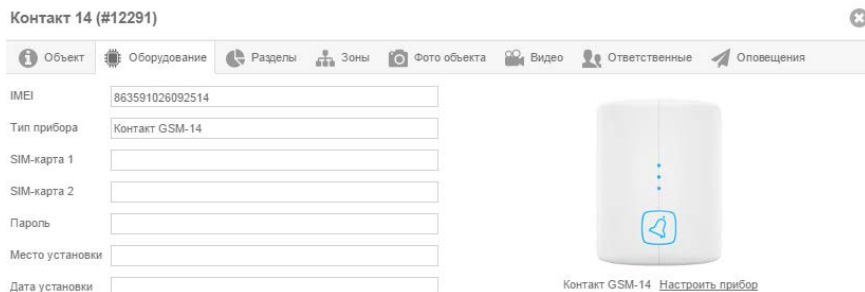 Контакт 14 (#12291)
Объект Оборудование Разделы Зоны Фото объекта Видео Ответственные Оповещения
IMEI 863591026092514
Тип прибора Контакт GSM-14
SIM-карта 1
SIM-карта 2
Пароль
Место установки
Дата установки
Контакт GSM-14 Настроить прибор